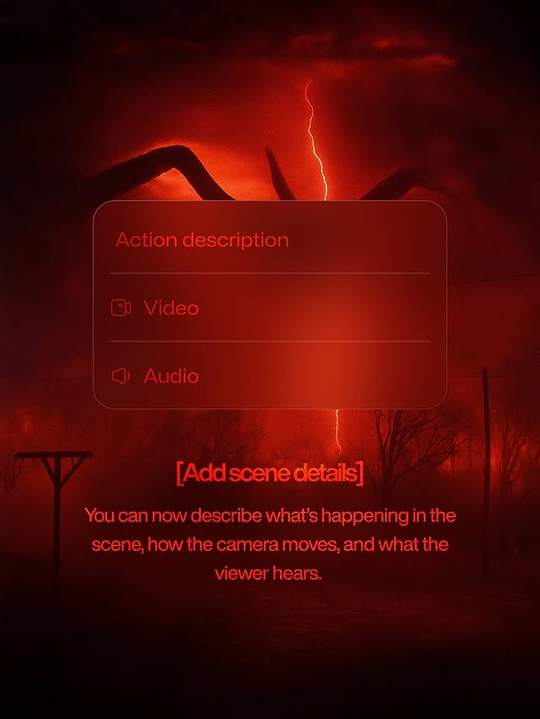 Action description
Video
Audio
[Add scene details]
You can now describe what's happening in the
scene, how the camera moves, and what the
viewer hears.